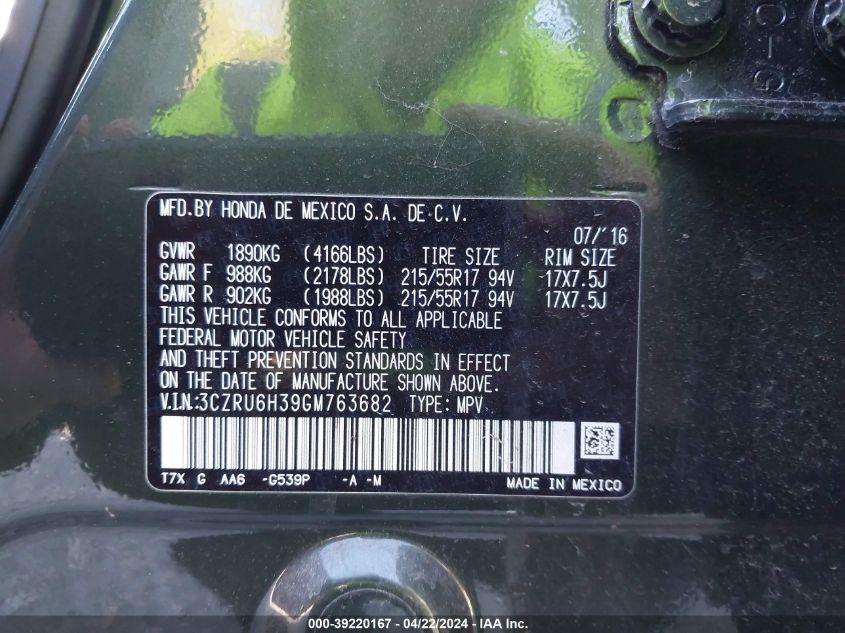 MFD.BY HONDA DE MEXICO S.A. DE C.V.
07/'16
GVWR 1890KG (4166LBS) TIRE SIZE RIM SIZE
GAWR F 988KG (2178LBS) 215/55R17 94V 17X7.5J
GAWR R 902KG (1988LBS) 215/55R17 94V 17X7.5J
THIS VEHICLE CONFORMS TO ALL APPLICABLE
FEDERAL MOTOR VEHICLE SAFETY
AND THEFT PREVENTION STANDARDS IN EFFECT
ON THE DATE OF MANUFACTURE SHOWN ABOVE.
V.I.N:3CZRU6H39GM763682 TYPE: MPV
T7X G AA6 -G539P -A -M
MADE IN MEXICO
000-39220167 - 04/22/2024 - IAA Inc.